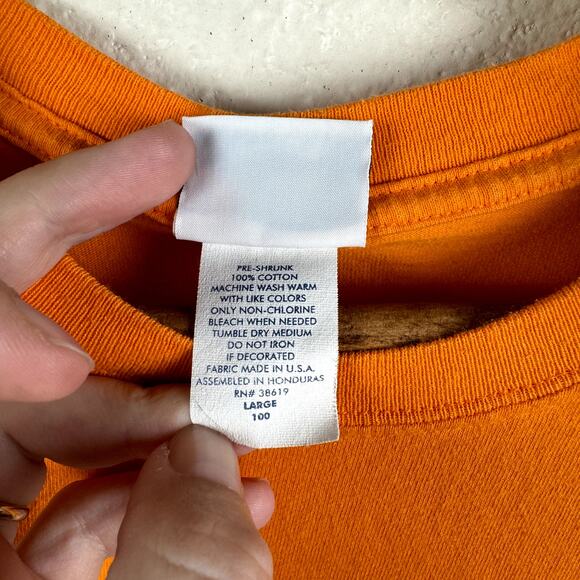 PRE-SHRUNK
100% COTTON
MACHINE WASH WARM
WITH LIKE COLORS
ONLY NON-CHLORINE
BLEACH WHEN NEEDED
TUMBLE DRY MEDIUM
DO NOT IRON
IF DECORATED
FABRIC MADE IN U.S.A.
ASSEMBLED IN HONDURAS
RN# 38619
LARGE
100